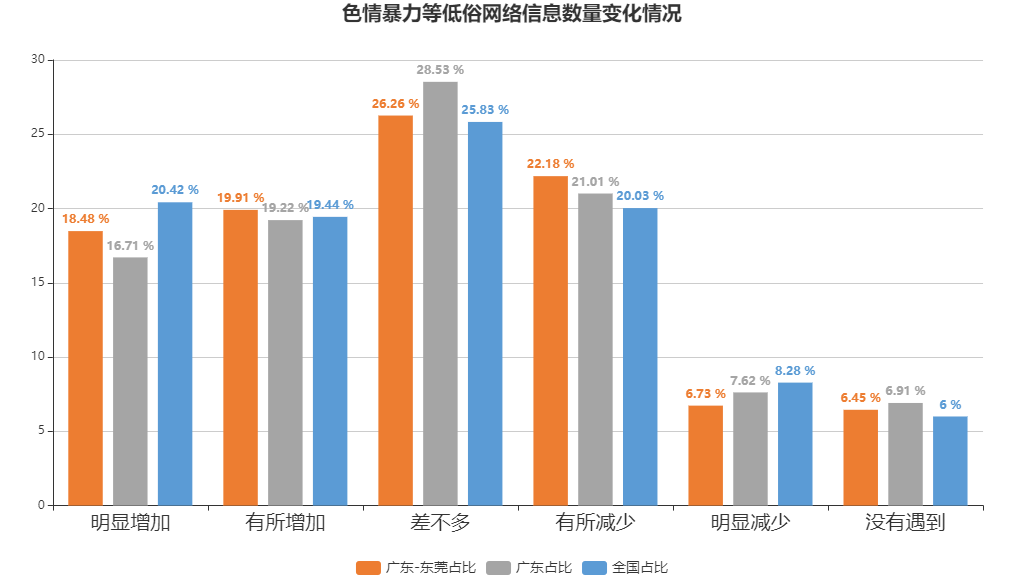 色情暴力等低俗网络信息数量变化情况
30
25
20
15
10
5
0
18.48 %
16.71 %
20.42 %
19.91 %
19.22 %
19.44 %
26.26 %
28.53 %
25.83 %
22.18 %
21.01 %
20.03 %
6.73 %
7.62 %
8.28 %
6.45 %
6.91 %
6 %
明显增加
有所增加
差不多
有所减少
明显减少
没有遇到
广东-东莞占比
广东占比
全国占比